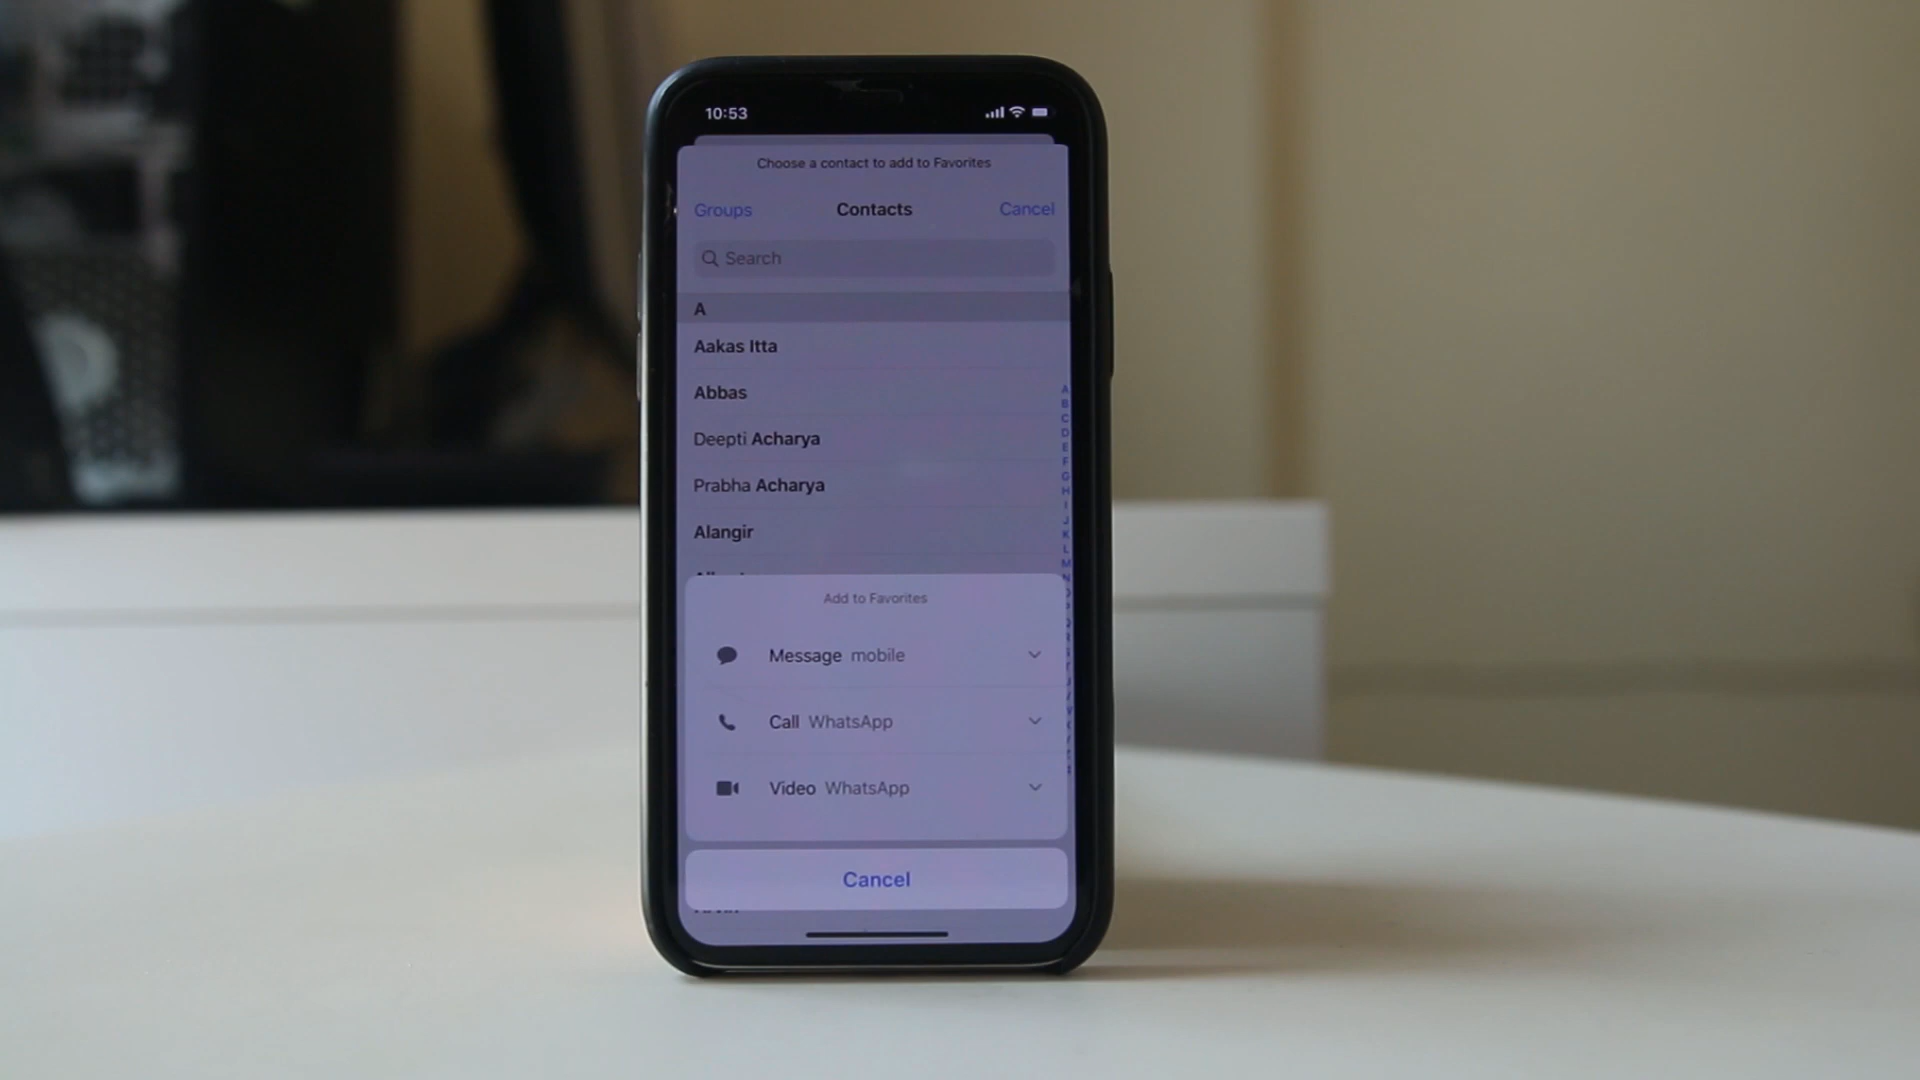 10:53
Choose a contact to add to Favorites
Groups Contacts Cancel
Search
A
Aakas Itta
Abbas
Deepti Acharya
Prabha Acharya
Alangir
Add to Favorites
Message mobile
Call WhatsApp
Video WhatsApp
Cancel
A
B
C
D
E
F
G
H
I
J
K
L
M
N